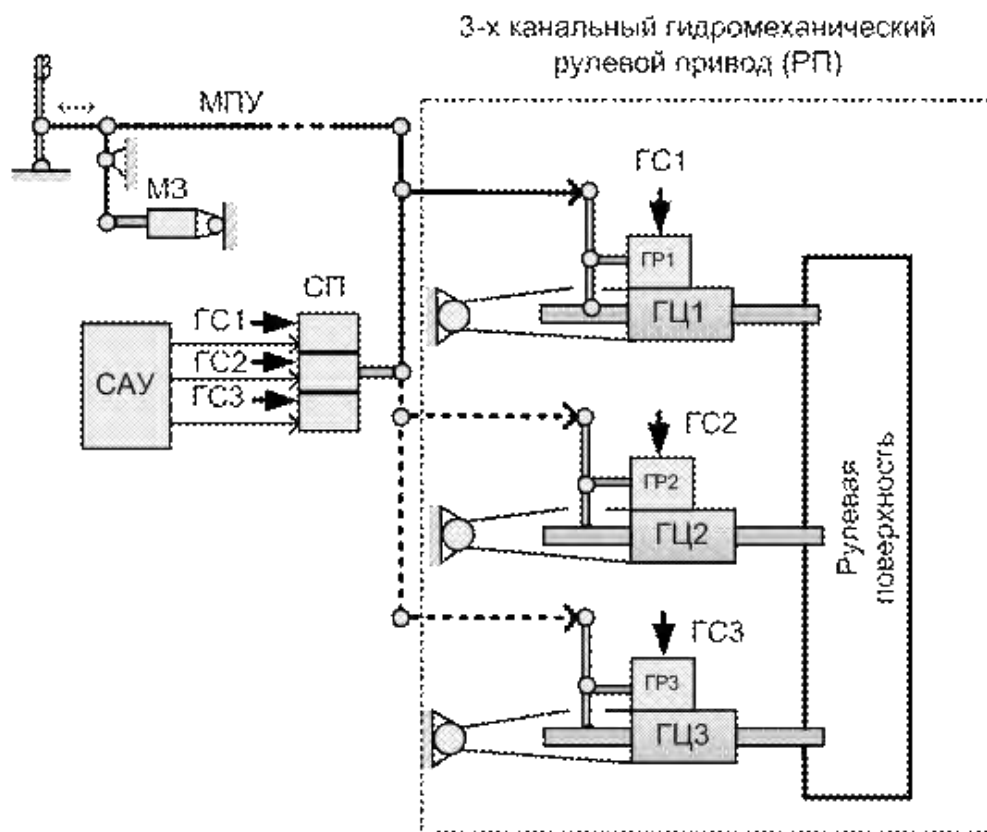 3-х канальный гидромеханический
рулевой привод (РП)
МПУ
МЗ
ГС1
ГР1
ГЦ1
СП
САУ
ГС1
ГС2
ГС3
ГС2
ГР2
ГЦ2
ГС3
ГР3
ГЦ3
Рулевая
поверхность